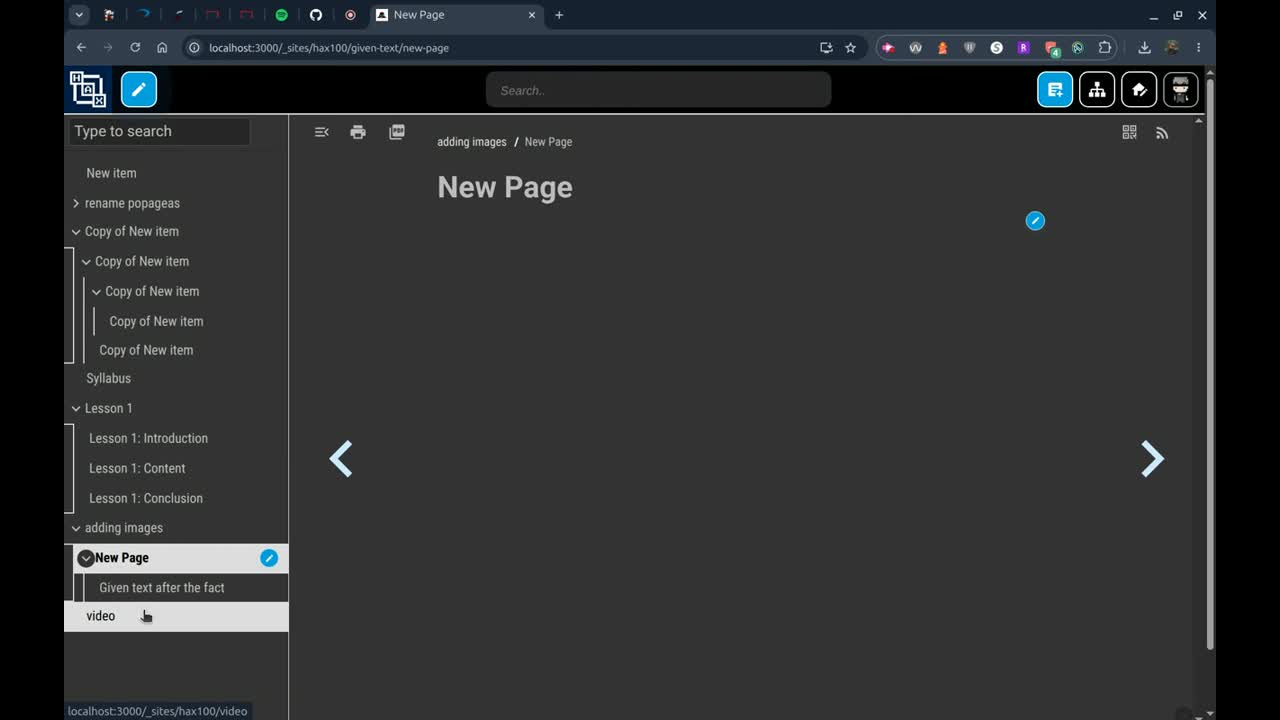 New Page
localhost:3000/_sites/hax100/given-text/new-page
4
H
A
X
Search..
Type to search
adding images / New Page
New Page
New item
rename popageas
Copy of New item
Copy of New item
Copy of New item
Copy of New item
Copy of New item
Syllabus
Lesson 1
Lesson 1: Introduction
Lesson 1: Content
Lesson 1: Conclusion
adding images
New Page
Given text after the fact
video
localhost:3000/_sites/hax100/video